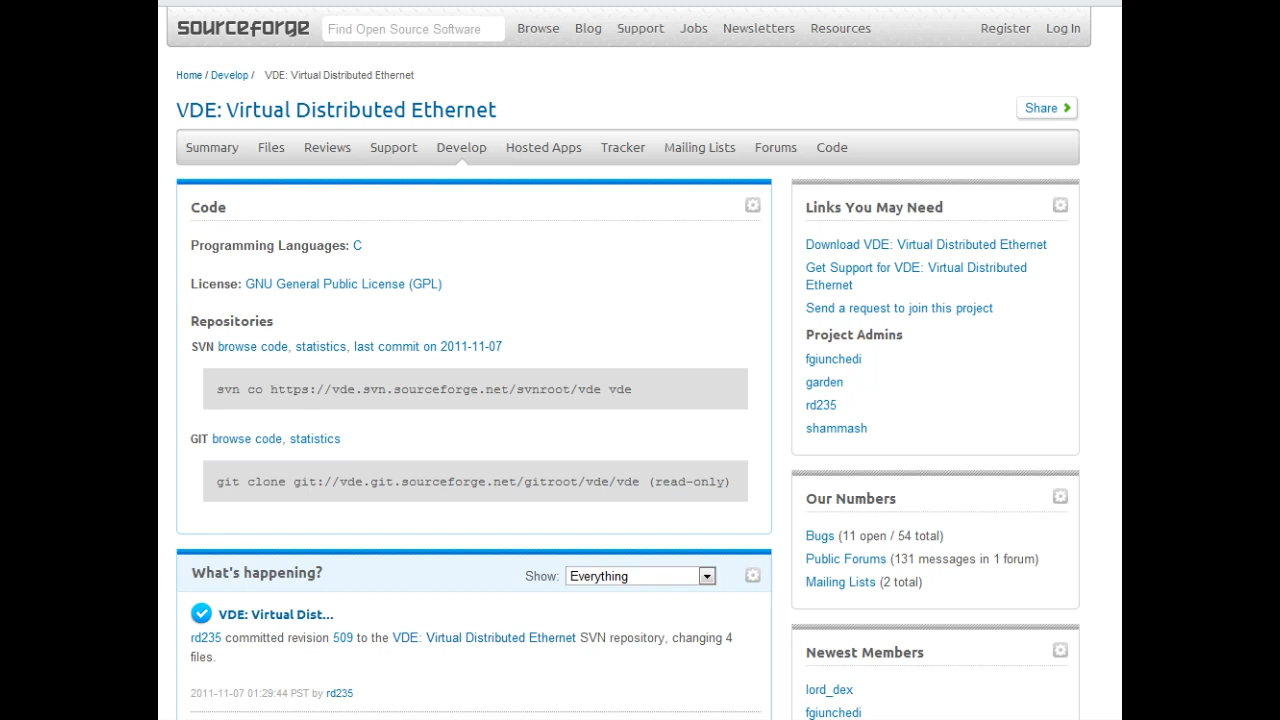 sourceforge Find Open Source Software Browse Blog Support Jobs Newsletters Resources Register Log In
Home / Develop / VDE: Virtual Distributed Ethernet
VDE: Virtual Distributed Ethernet
Share
Summary Files Reviews Support Develop Hosted Apps Tracker Mailing Lists Forums Code
Code
Programming Languages: C
License: GNU General Public License (GPL)
Repositories
SVN browse code, statistics, last commit on 2011-11-07
svn co https://vde.svn.sourceforge.net/svnroot/vde vde
GIT browse code, statistics
git clone git://vde.git.sourceforge.net/gitroot/vde/vde (read-only)
What's happening?
Show: Everything
VDE: Virtual Dist...
rd235 committed revision 509 to the VDE: Virtual Distributed Ethernet SVN repository, changing 4
files.
2011-11-07 01:29:44 PST by rd235
Links You May Need
Download VDE: Virtual Distributed Ethernet
Get Support for VDE: Virtual Distributed
Ethernet
Send a request to join this project
Project Admins
fgiunchedi
garden
rd235
shammash
Our Numbers
Bugs (11 open / 54 total)
Public Forums (131 messages in 1 forum)
Mailing Lists (2 total)
Newest Members
lord_dex
fgiunchedi